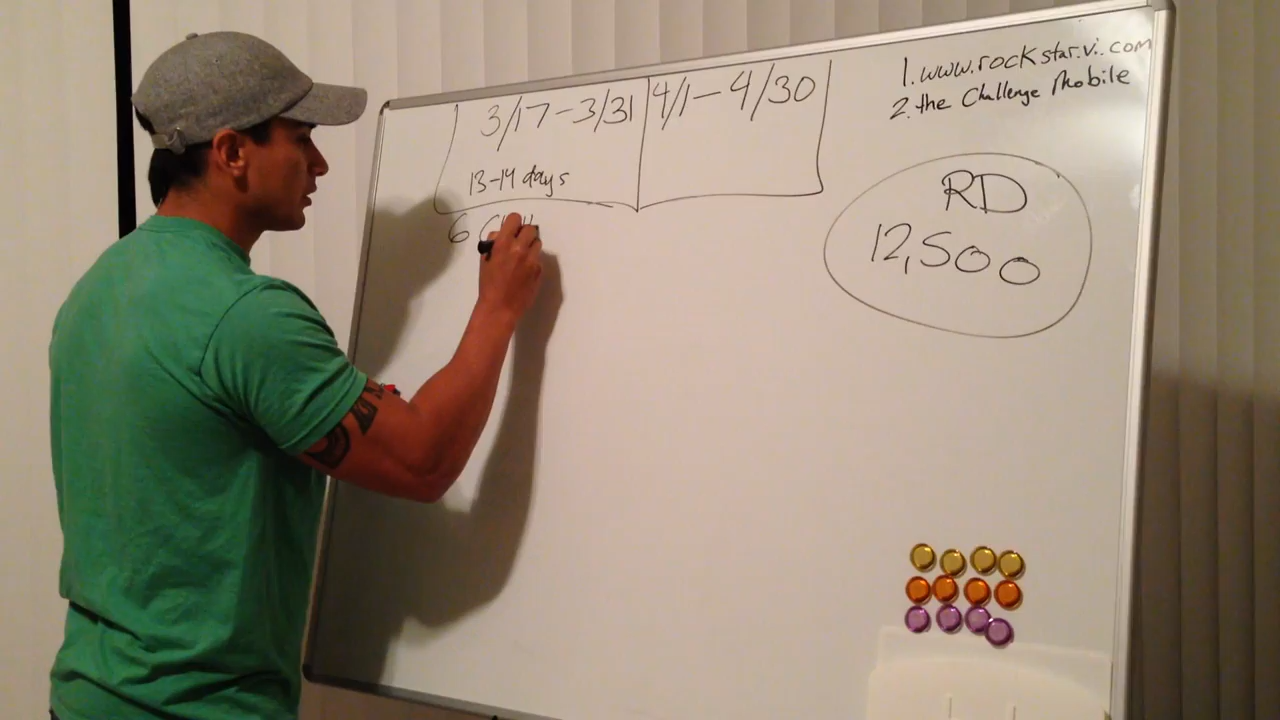 3/17-3/31
4/1-4/30
13-14 days
6
1. www.rockstar.vi.com
2. the Challenge Mobile
RD
12,500